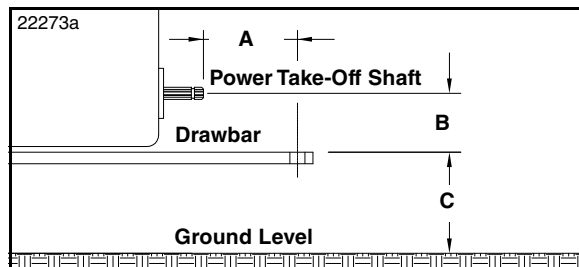 22273a
A
Power Take-Off Shaft
B
Drawbar
C
Ground Level